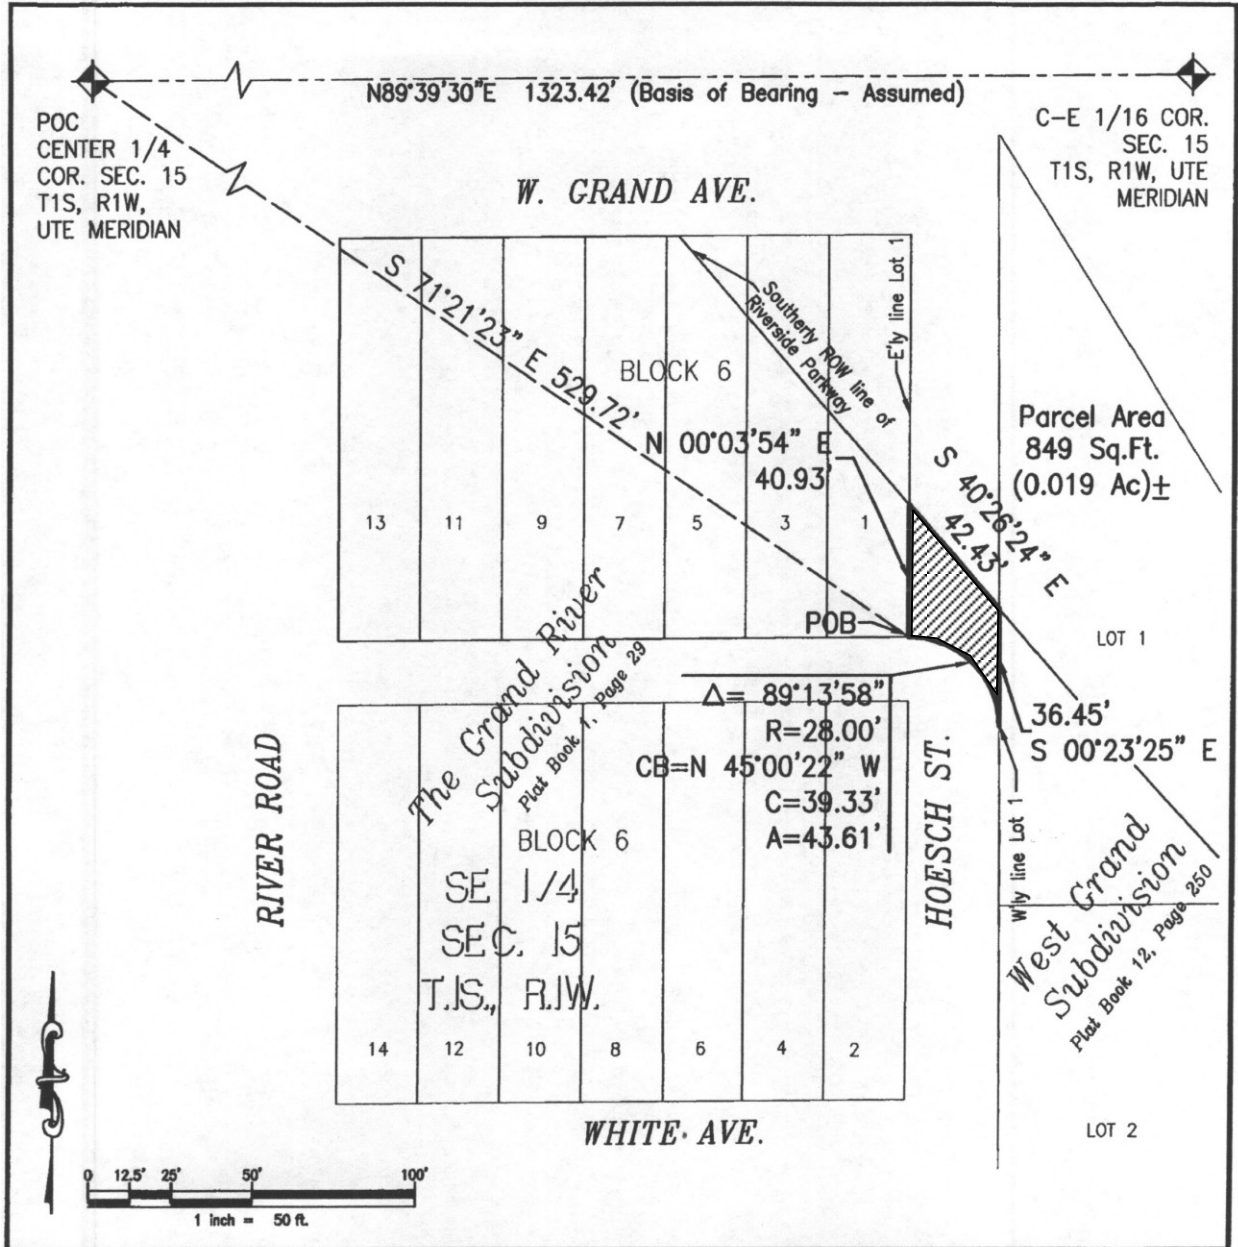 N89°39'30"E 1323.42' (Basis of Bearing - Assumed)
POC
CENTER 1/4
COR. SEC. 15
T1S, R1W,
UTE MERIDIAN
C-E 1/16 COR.
SEC. 15
T1S, R1W, UTE
MERIDIAN
W. GRAND AVE.
S 71°21'23" E 529.72'
Southerly ROW line of
Riverside Parkway
E'ly line Lot 1
BLOCK 6
N 00°03'54" E
40.93'
S 40°26'24" E
42.43'
Parcel Area
849 Sq.Ft.
(0.019 Ac)±
13
11
9
7
5
3
1
POB
LOT 1
The Grand River
Subdivision
Plat Book 1, Page 29
Δ= 89°13'58"
R=28.00'
CB=N 45°00'22" W
C=39.33'
A=43.61'
36.45'
S 00°23'25" E
RIVER ROAD
HOESCH ST.
W'ly line Lot 1
West Grand
Subdivision
Plat Book 12, Page 250
BLOCK 6
SE 1/4
SEC. 15
T.1S., R.1W.
14
12
10
8
6
4
2
WHITE AVE.
LOT 2
0 12.5' 25' 50' 100'
1 inch = 50 ft.